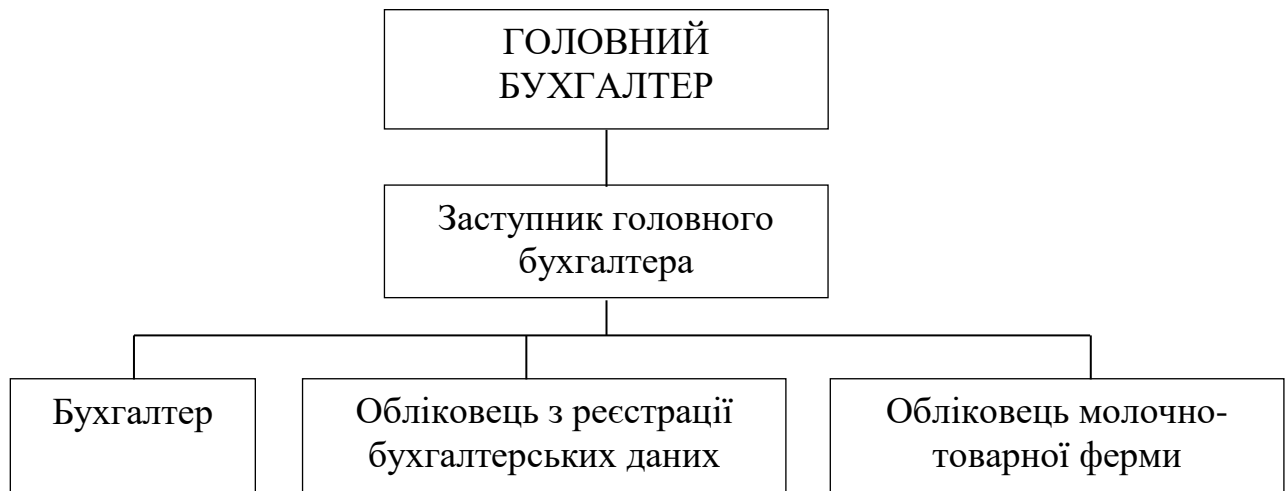 ГОЛОВНИЙ
БУХГАЛТЕР
Заступник головного
бухгалтера
Бухгалтер
Обліковець з реєстрації
бухгалтерських даних
Обліковець молочно-
товарної ферми